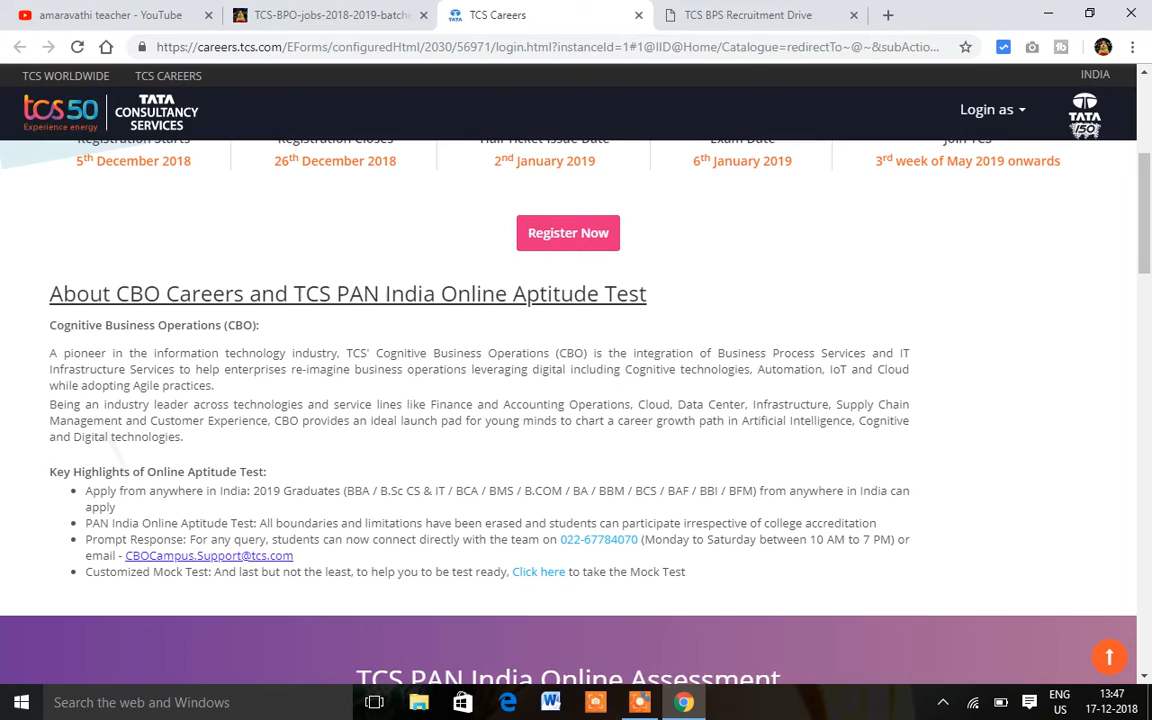 amaravathi teacher - YouTube
TCS-BPO-jobs-2018-2019-batche
TCS Careers
TCS BPS Recruitment Drive
https://careers.tcs.com/EForms/configuredHtml/2030/56971/login.html?instanceId=1#1@IID@Home/Catalogue=redirectTo~@~&subActio...
TCS WORLDWIDE TCS CAREERS INDIA
tcs50 TATA CONSULTANCY SERVICES
Experience energy
Login as
TATA
150
Registration Starts Registration Closes Hall Ticket Issue Date Exam Date Join TCS
5th December 2018 26th December 2018 2nd January 2019 6th January 2019 3rd week of May 2019 onwards
Register Now
About CBO Careers and TCS PAN India Online Aptitude Test
Cognitive Business Operations (CBO):
A pioneer in the information technology industry, TCS' Cognitive Business Operations (CBO) is the integration of Business Process Services and IT
Infrastructure Services to help enterprises re-imagine business operations leveraging digital including Cognitive technologies, Automation, IoT and Cloud
while adopting Agile practices.
Being an industry leader across technologies and service lines like Finance and Accounting Operations, Cloud, Data Center, Infrastructure, Supply Chain
Management and Customer Experience, CBO provides an ideal launch pad for young minds to chart a career growth path in Artificial Intelligence, Cognitive
and Digital technologies.
Key Highlights of Online Aptitude Test:
• Apply from anywhere in India: 2019 Graduates (BBA / B.Sc CS & IT / BCA / BMS / B.COM / BA / BBM / BCS / BAF / BBI / BFM) from anywhere in India can
apply
• PAN India Online Aptitude Test: All boundaries and limitations have been erased and students can participate irrespective of college accreditation
• Prompt Response: For any query, students can now connect directly with the team on 022-67784070 (Monday to Saturday between 10 AM to 7 PM) or
email - CBOCampus.Support@tcs.com
• Customized Mock Test: And last but not the least, to help you to be test ready, Click here to take the Mock Test
TCS PAN India Online Assessment
Search the web and Windows
ENG
US
13:47
17-12-2018